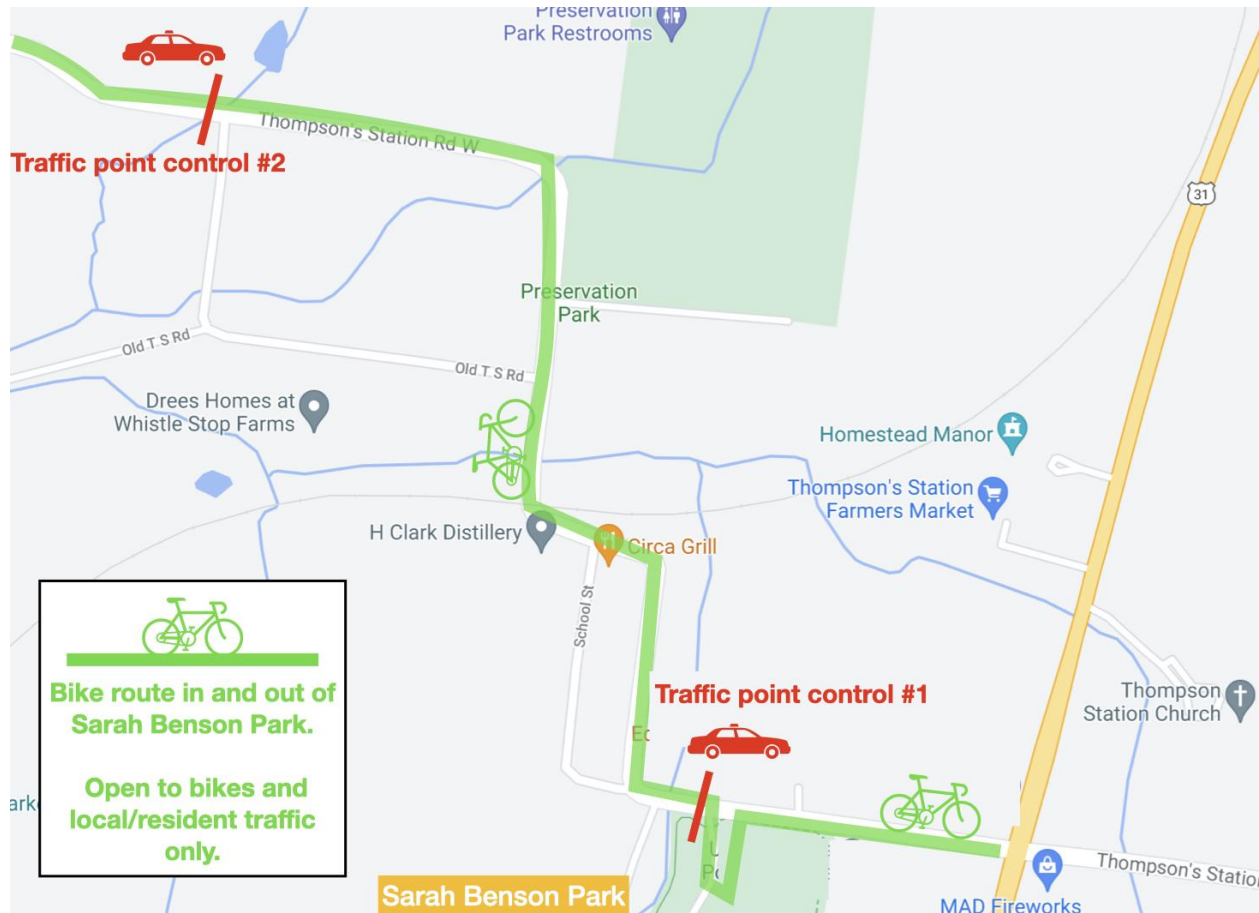 Preservation
Park Restrooms
Thompson's Station Rd W
Traffic point control #2
31
Preservation
Park
Old T S Rd
Old T S Rd
Drees Homes at
Whistle Stop Farms
Homestead Manor
Thompson's Station
Farmers Market
H Clark Distillery
Circa Grill
School St
Bike route in and out of
Sarah Benson Park.
Open to bikes and
local/resident traffic
only.
Traffic point control #1
Thompson
Station Church
Thompson's Station
Sarah Benson Park
MAD Fireworks